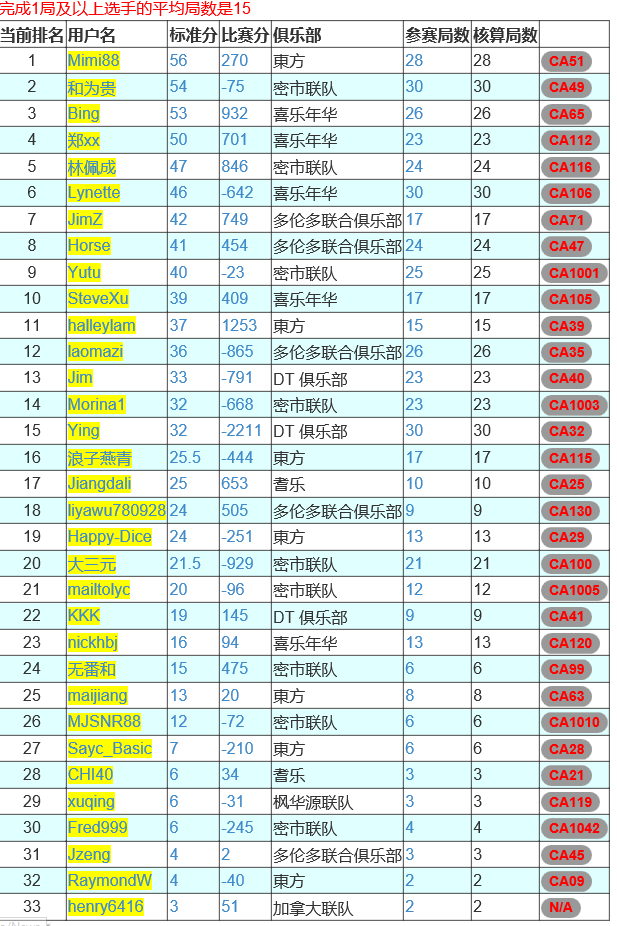 完成1局及以上选手的平均局数是15
当前排名 用户名 标准分 比赛分 俱乐部 参赛局数 核算局数
1 Mimi88 56 270 東方 28 28 CA51
2 和为贵 54 -75 密市联队 30 30 CA49
3 Bing 53 932 喜乐年华 26 26 CA65
4 郑xx 50 701 喜乐年华 23 23 CA112
5 林佩成 47 846 密市联队 24 24 CA116
6 Lynette 46 -642 喜乐年华 30 30 CA106
7 JimZ 42 749 多伦多联合俱乐部 17 17 CA71
8 Horse 41 454 多伦多联合俱乐部 24 24 CA47
9 Yutu 40 -23 密市联队 25 25 CA1001
10 SteveXu 39 409 喜乐年华 17 17 CA105
11 halleylam 37 1253 東方 15 15 CA39
12 laomazi 36 -865 多伦多联合俱乐部 26 26 CA35
13 Jim 33 -791 DT 俱乐部 23 23 CA40
14 Morina1 32 -668 密市联队 23 23 CA1003
15 Ying 32 -2211 DT 俱乐部 30 30 CA32
16 浪子燕青 25.5 -444 東方 17 17 CA115
17 Jiangdali 25 653 耆乐 10 10 CA25
18 liyawu780928 24 505 多伦多联合俱乐部 9 9 CA130
19 Happy-Dice 24 -251 東方 13 13 CA29
20 大三元 21.5 -929 密市联队 21 21 CA100
21 mailtolyc 20 -96 密市联队 12 12 CA1005
22 KKK 19 145 DT 俱乐部 9 9 CA41
23 nickhbj 16 94 喜乐年华 13 13 CA120
24 无番和 15 475 密市联队 6 6 CA99
25 maijiang 13 20 東方 8 8 CA63
26 MJSNR88 12 -72 密市联队 6 6 CA1010
27 Sayc_Basic 7 -210 東方 6 6 CA28
28 CHI40 6 34 耆乐 3 3 CA21
29 xuqing 6 -31 枫华源联队 3 3 CA119
30 Fred999 6 -245 密市联队 4 4 CA1042
31 Jzeng 4 2 多伦多联合俱乐部 3 3 CA45
32 RaymondW 4 -40 東方 2 2 CA09
33 henry6416 3 51 加拿大联队 2 2 N/A